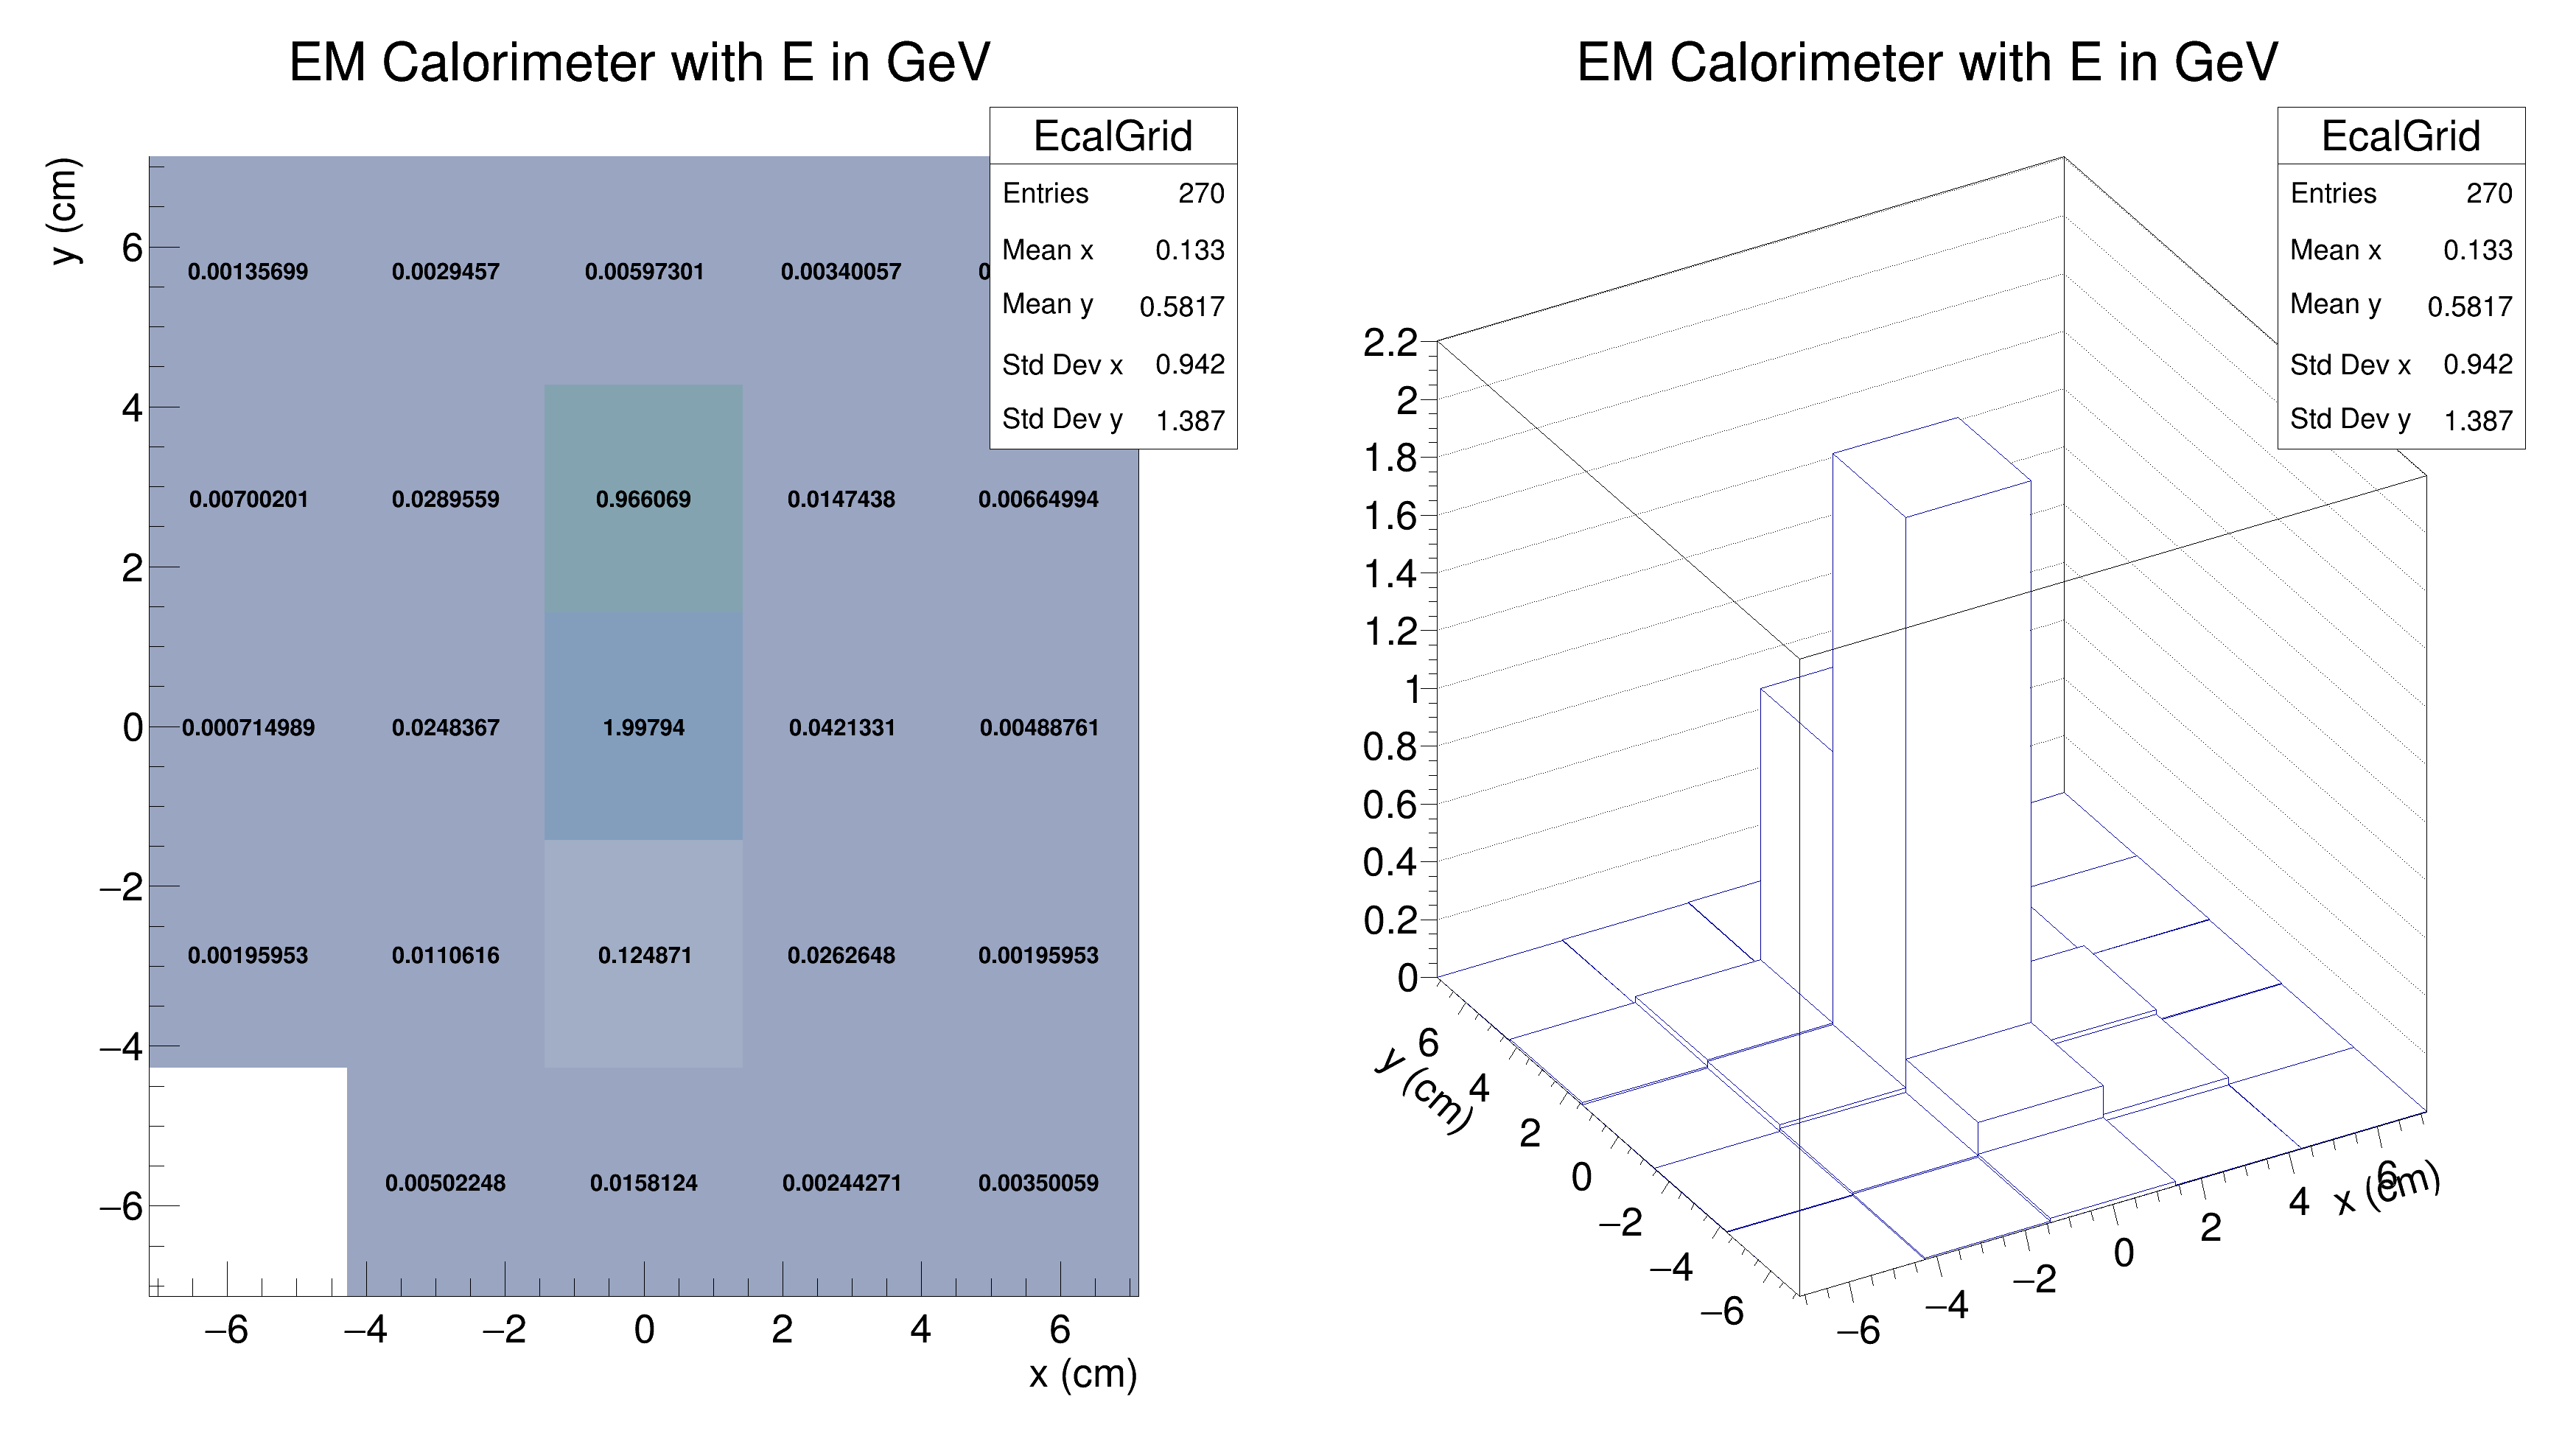 EM Calorimeter with E in GeV
EcalGrid
Entries 270
Mean x 0.133
Mean y 0.5817
Std Dev x 0.942
Std Dev y 1.387
y (cm)
6
4
2
0
−2
−4
−6
0.00135699 0.0029457 0.00597301 0.00340057
0.00700201 0.0289559 0.966069 0.0147438 0.00664994
0.000714989 0.0248367 1.99794 0.0421331 0.00488761
0.00195953 0.0110616 0.124871 0.0262648 0.00195953
0.00502248 0.0158124 0.00244271 0.00350059
−6 −4 −2 0 2 4 6
x (cm)
EM Calorimeter with E in GeV
EcalGrid
Entries 270
Mean x 0.133
Mean y 0.5817
Std Dev x 0.942
Std Dev y 1.387
2.2
2
1.8
1.6
1.4
1.2
1
0.8
0.6
0.4
0.2
0
6
4
2
0
−2
−4
−6
y (cm)
−6 −4 −2 0 2 4 6
x (cm)